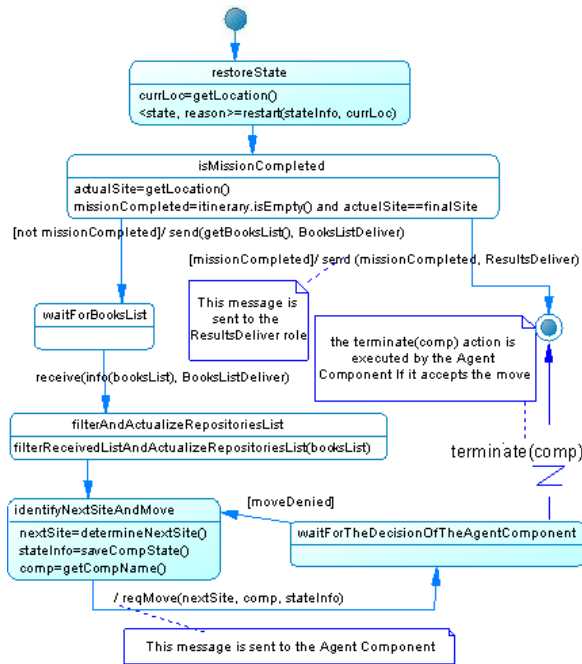 restoreState
currLoc=getLocation()
<state, reason>=restart(stateInfo, currLoc)
isMissionCompleted
actualSite=getLocation()
missionCompleted=itinerary.isEmpty() and actuelSite==finalSite
[not missionCompleted]/ send(getBooksList(), BooksListDeliver)
[missionCompleted]/ send (missionCompleted, ResultsDeliver)
This message is
sent to the
ResultsDeliver role
waitForBooksList
the terminate(comp) action is
executed by the Agent
Component If it accepts the move
receive(info(booksList), BooksListDeliver)
filterAndActualizeRepositoriesList
filterReceivedListAndActualizeRepositoriesList(booksList)
terminate(comp)
identifyNextSiteAndMove
nextSite=determineNextSite()
stateInfo=saveCompState()
comp=getCompName()
[moveDenied]
waitForTheDecisionOfTheAgentComponent
/ reqMove(nextSite, comp, stateInfo)
This message is sent to the Agent Component